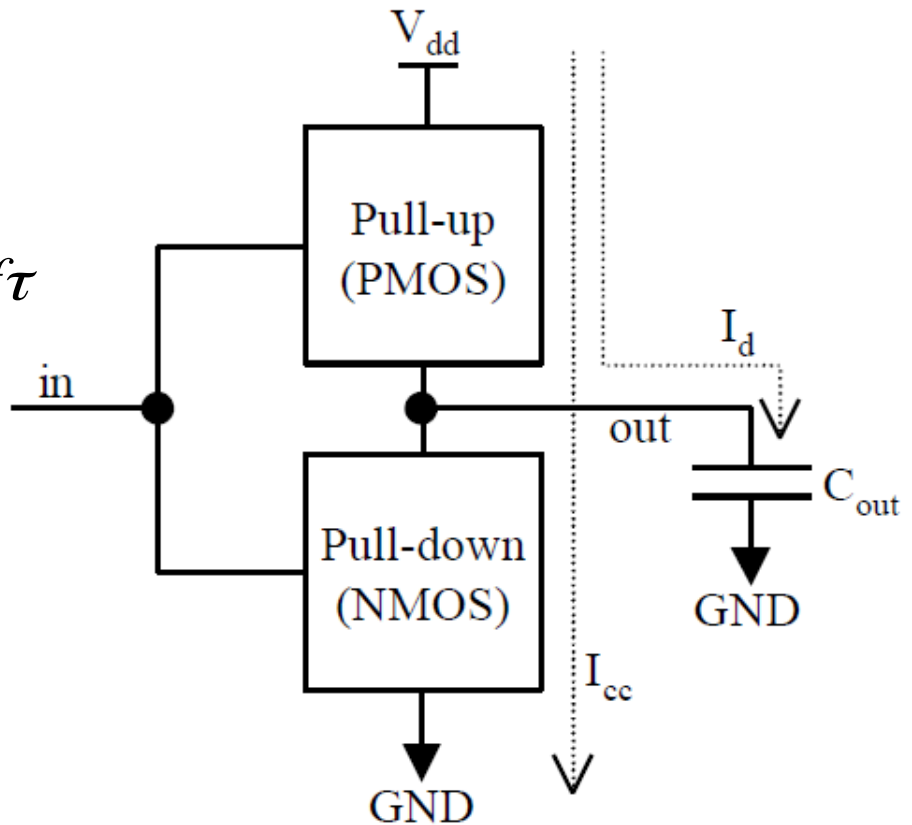 V_dd
Pull-up
(PMOS)
τ
I_d
in
out
C_out
Pull-down
(NMOS)
GND
I_cc
GND